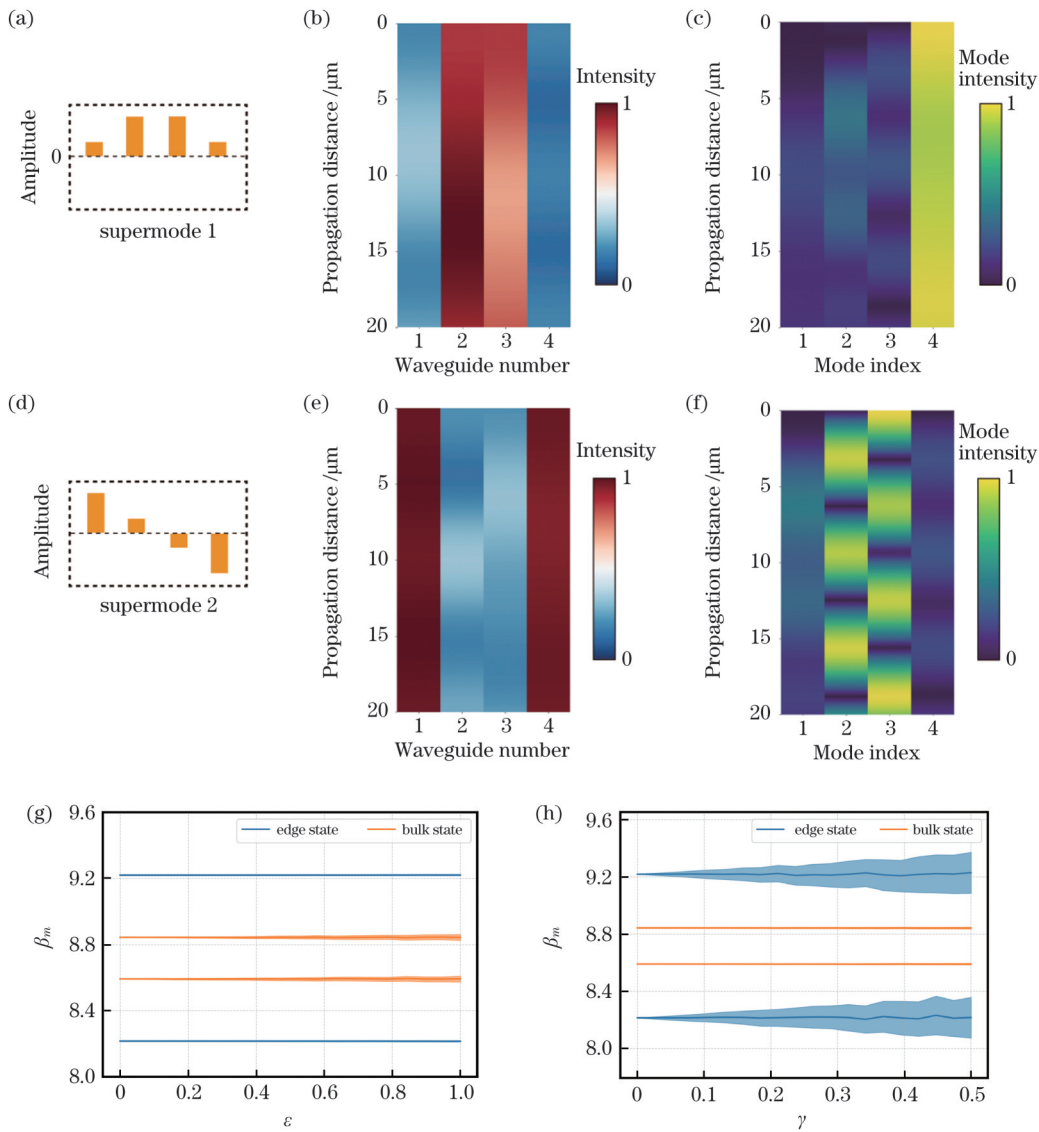 (a)
Amplitude
0
supermode 1
(b)
Propagation distance /μm
0
5
10
15
20
1 2 3 4
Waveguide number
Intensity
1
0
(c)
Propagation distance /μm
0
5
10
15
20
1 2 3 4
Mode index
Mode
intensity
1
0
(d)
Amplitude
supermode 2
(e)
Propagation distance /μm
0
5
10
15
20
1 2 3 4
Waveguide number
Intensity
1
0
(f)
Propagation distance /μm
0
5
10
15
20
1 2 3 4
Mode index
Mode
intensity
1
0
(g)
edge state bulk state
βm
9.6
9.2
8.8
8.4
8.0
0 0.2 0.4 0.6 0.8 1.0
ε
(h)
edge state bulk state
βm
9.6
9.2
8.8
8.4
8.0
0 0.1 0.2 0.3 0.4 0.5
γ